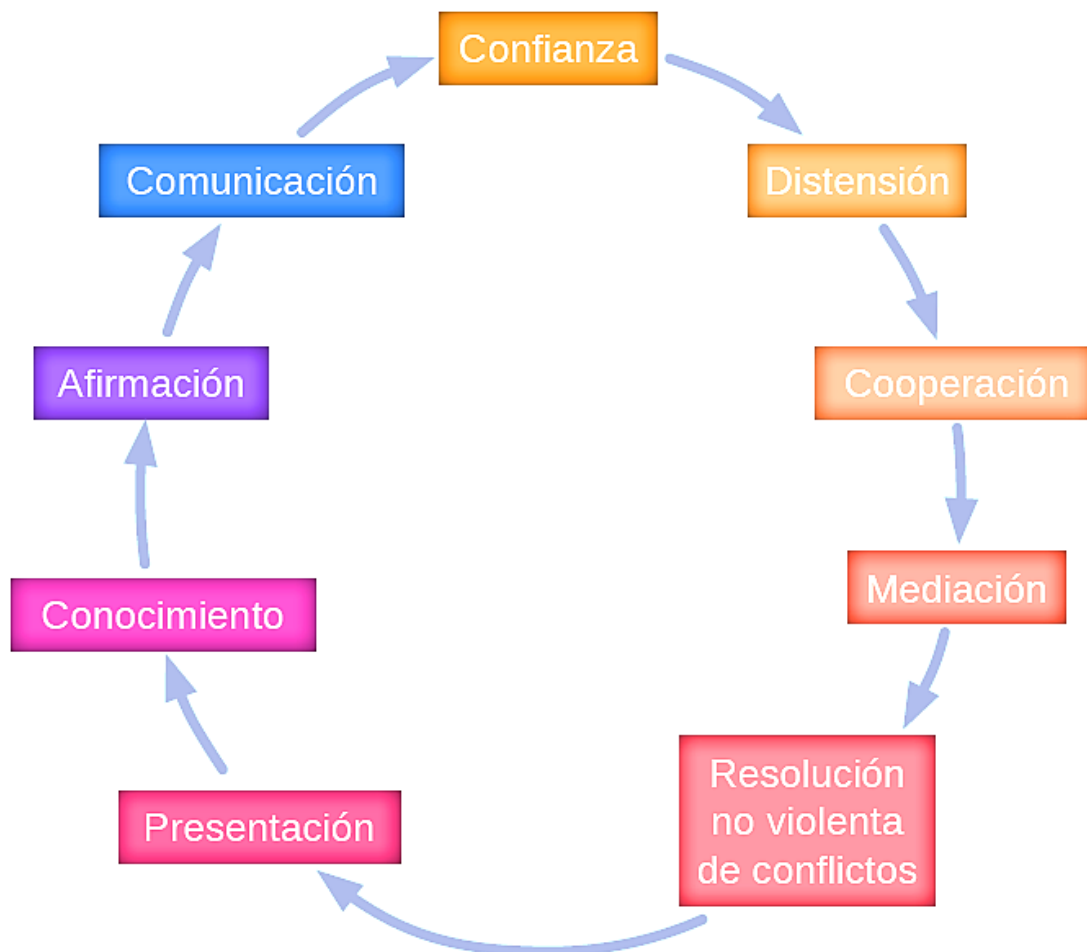 Confianza
Distensión
Cooperación
Mediación
Resolución
no violenta
de conflictos
Presentación
Conocimiento
Afirmación
Comunicación